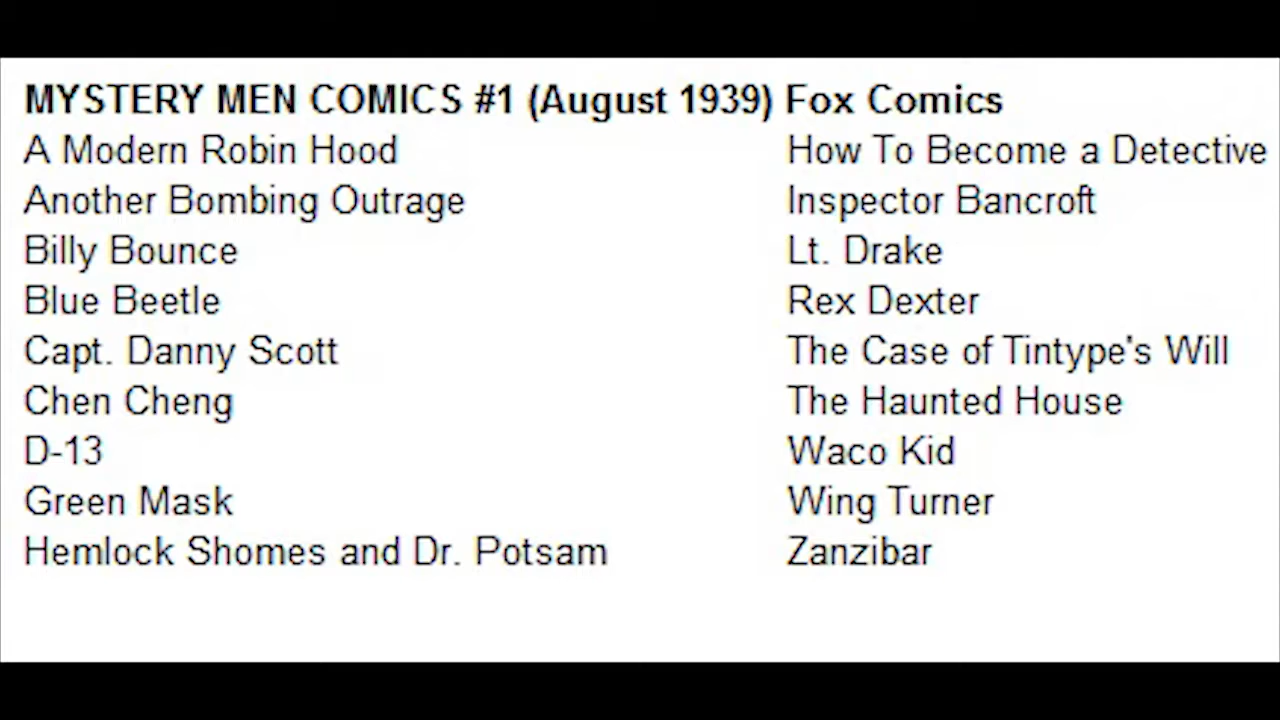 MYSTERY MEN COMICS #1 (August 1939) Fox Comics
A Modern Robin Hood
Another Bombing Outrage
Billy Bounce
Blue Beetle
Capt. Danny Scott
Chen Cheng
D-13
Green Mask
Hemlock Shomes and Dr. Potsam
How To Become a Detective
Inspector Bancroft
Lt. Drake
Rex Dexter
The Case of Tintype's Will
The Haunted House
Waco Kid
Wing Turner
Zanzibar